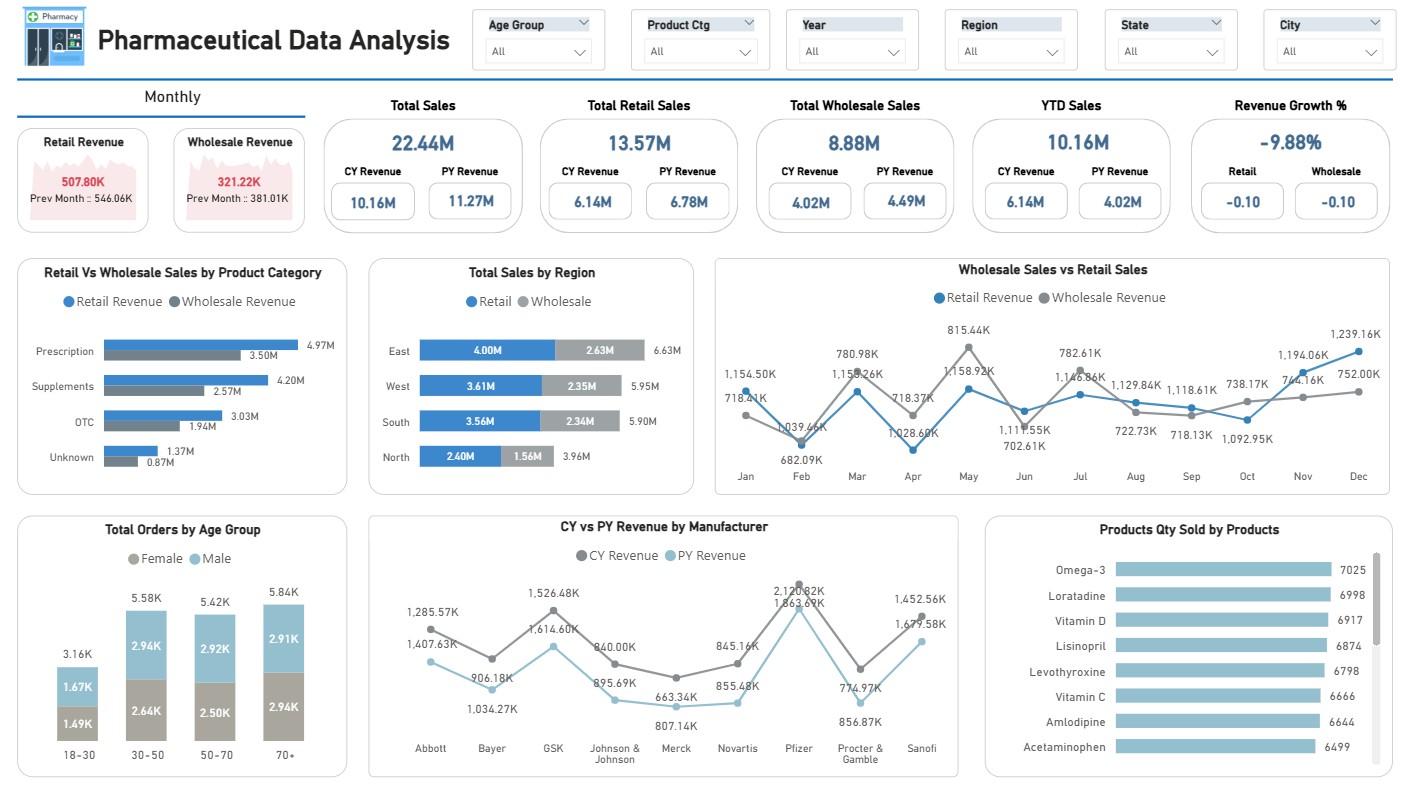 Pharmacy
Pharmaceutical Data Analysis
Age Group
All
Product Ctg
All
Year
All
Region
All
State
All
City
All
Monthly
Retail Revenue
507.80K
Prev Month :: 546.06K
Wholesale Revenue
321.22K
Prev Month :: 381.01K
Total Sales
22.44M
CY Revenue PY Revenue
10.16M 11.27M
Total Retail Sales
13.57M
CY Revenue PY Revenue
6.14M 6.78M
Total Wholesale Sales
8.88M
CY Revenue PY Revenue
4.02M 4.49M
YTD Sales
10.16M
CY Revenue PY Revenue
6.14M 4.02M
Revenue Growth %
-9.88%
Retail Wholesale
-0.10 -0.10
Retail Vs Wholesale Sales by Product Category
Retail Revenue Wholesale Revenue
Prescription 4.97M
3.50M
Supplements 4.20M
2.57M
OTC 3.03M
1.94M
Unknown 1.37M
0.87M
Total Sales by Region
Retail Wholesale
East 4.00M 2.63M 6.63M
West 3.61M 2.35M 5.95M
South 3.56M 2.34M 5.90M
North 2.40M 1.56M 3.96M
Wholesale Sales vs Retail Sales
Retail Revenue Wholesale Revenue
815.44K
1,239.16K
780.98K 782.61K
1,194.06K
1,154.50K 1,153.26K 1,158.92K 1,146.86K
1,129.84K 1,118.61K 738.17K 744.16K 752.00K
718.41K 718.37K
1,039.46K 1,028.60K 1,111.55K 722.73K 718.13K 1,092.95K
682.09K 702.61K
Jan Feb Mar Apr May Jun Jul Aug Sep Oct Nov Dec
Total Orders by Age Group
Female Male
3.16K 5.58K 5.42K 5.84K
1.67K 2.94K 2.92K 2.91K
1.49K 2.64K 2.50K 2.94K
18-30 30-50 50-70 70+
CY vs PY Revenue by Manufacturer
CY Revenue PY Revenue
1,285.57K 1,526.48K 2,120.82K 1,452.56K
1,407.63K 1,614.60K 1,863.69K 1,679.58K
906.18K 840.00K 663.34K 845.16K 774.97K
1,034.27K 895.69K 807.14K 855.48K 856.87K
Abbott Bayer GSK Johnson & Merck Novartis Pfizer Procter & Sanofi
Johnson Gamble
Products Qty Sold by Products
Omega-3 7025
Loratadine 6998
Vitamin D 6917
Lisinopril 6874
Levothyroxine 6798
Vitamin C 6666
Amlodipine 6644
Acetaminophen 6499